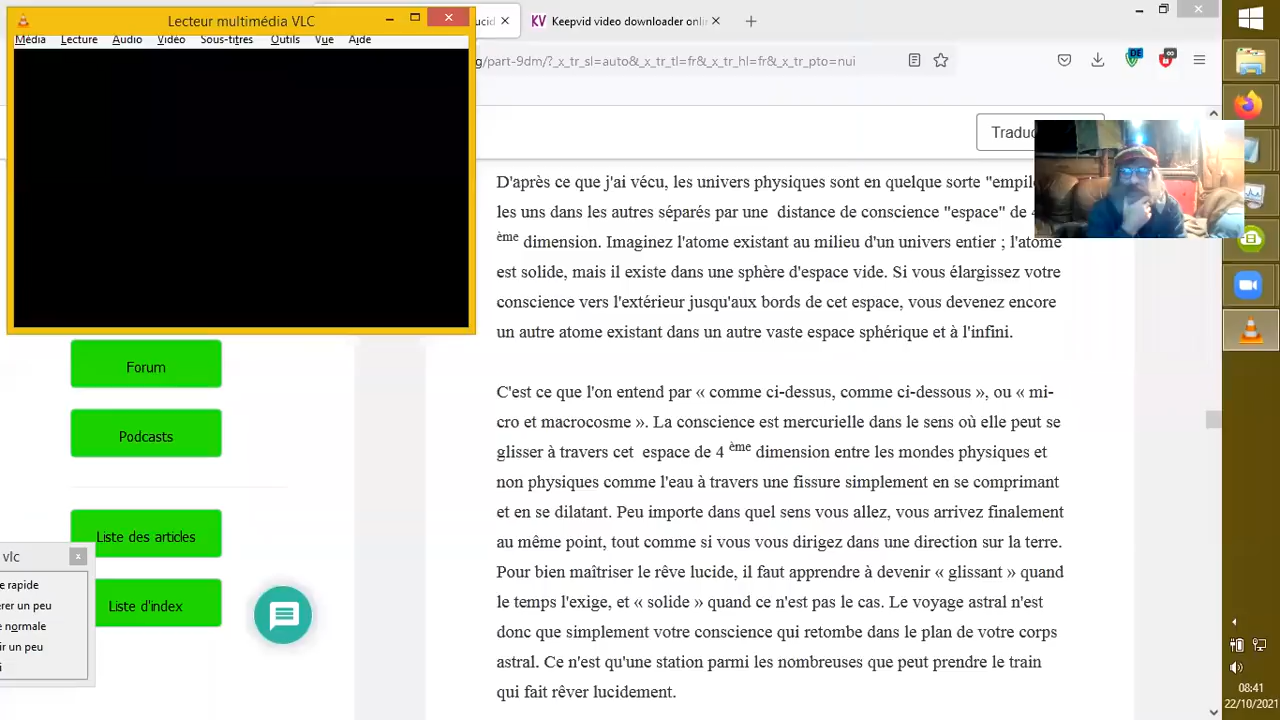 Lecteur multimédia VLC
Média Lecture Audio Vidéo Sous-titres Outils Vue Aide
lucid
Keepvid video downloader onli
g/part-9dm/?_x_tr_sl=auto&_x_tr_tl=fr&_x_tr_hl=fr&_x_tr_pto=nui
DE
D'après ce que j'ai vécu, les univers physiques sont en quelque sorte "empilé
les uns dans les autres séparés par une distance de conscience "espace" de 4
ème dimension. Imaginez l'atome existant au milieu d'un univers entier ; l'atome
est solide, mais il existe dans une sphère d'espace vide. Si vous élargissez votre
conscience vers l'extérieur jusqu'aux bords de cet espace, vous devenez encore
un autre atome existant dans un autre vaste espace sphérique et à l'infini.
C'est ce que l'on entend par « comme ci-dessus, comme ci-dessous », ou « mi-
cro et macrocosme ». La conscience est mercurielle dans le sens où elle peut se
glisser à travers cet espace de 4 ème dimension entre les mondes physiques et
non physiques comme l'eau à travers une fissure simplement en se comprimant
et en se dilatant. Peu importe dans quel sens vous allez, vous arrivez finalement
au même point, tout comme si vous vous dirigez dans une direction sur la terre.
Pour bien maîtriser le rêve lucide, il faut apprendre à devenir « glissant » quand
le temps l'exige, et « solide » quand ce n'est pas le cas. Le voyage astral n'est
donc que simplement votre conscience qui retombe dans le plan de votre corps
astral. Ce n'est qu'une station parmi les nombreuses que peut prendre le train
qui fait rêver lucidement.
Traduc
Forum
Podcasts
Liste des articles
Liste d'index
vlc
e rapide
érer un peu
e normale
ir un peu
i
08:41
22/10/2021